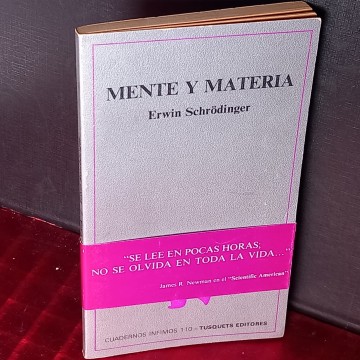 MENTE Y MATERIA
Erwin Schrödinger
"SE LEE EN POCAS HORAS;
NO SE OLVIDA EN TODA LA VIDA..."
James R. Newman en el "Scientific American"
CUADERNOS INFIMOS 110 - TUSQUETS EDITORES